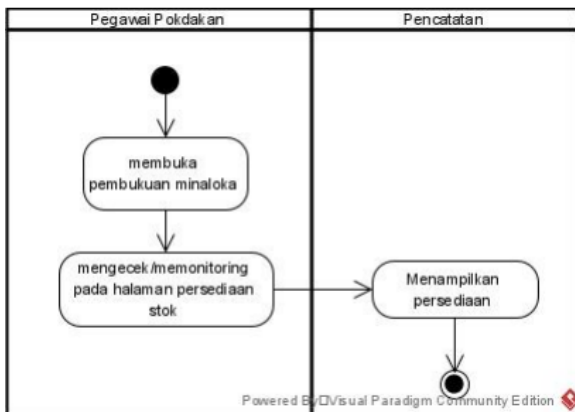 Pegawai Pokdakan
Pencatatan
membuka
pembukuan minaloka
mengecek/memonitoring
pada halaman persediaan
stok
Menampilkan
persediaan
Powered By□Visual Paradigm Community Edition